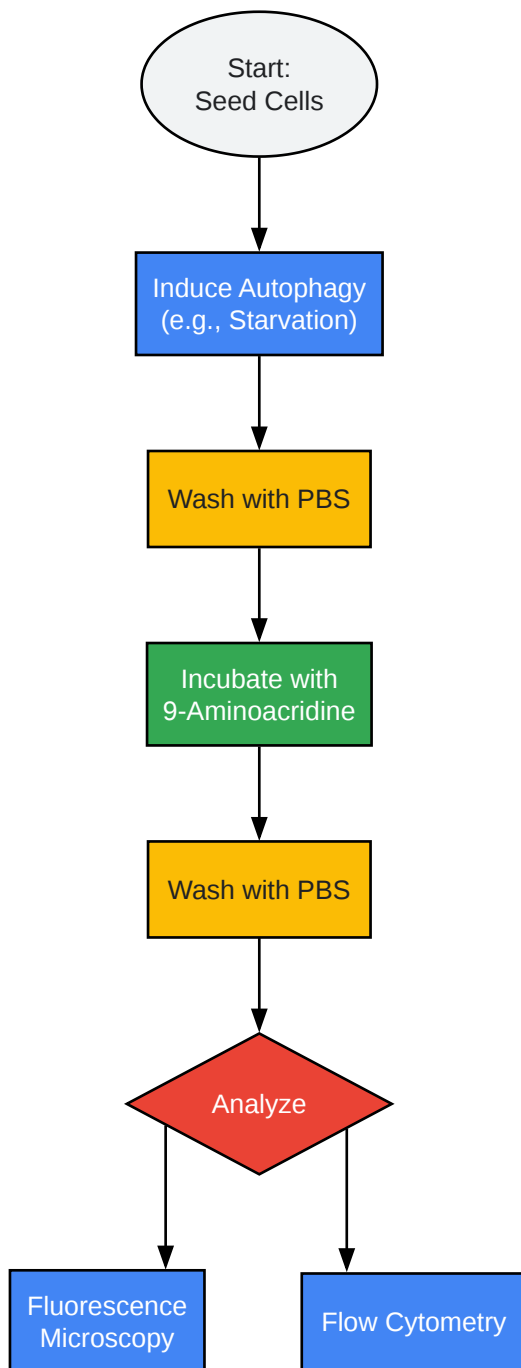 Start:
Seed Cells
Induce Autophagy
(e.g., Starvation)
Wash with PBS
Incubate with
9-Aminoacridine
Wash with PBS
Analyze
Fluorescence
Microscopy
Flow Cytometry